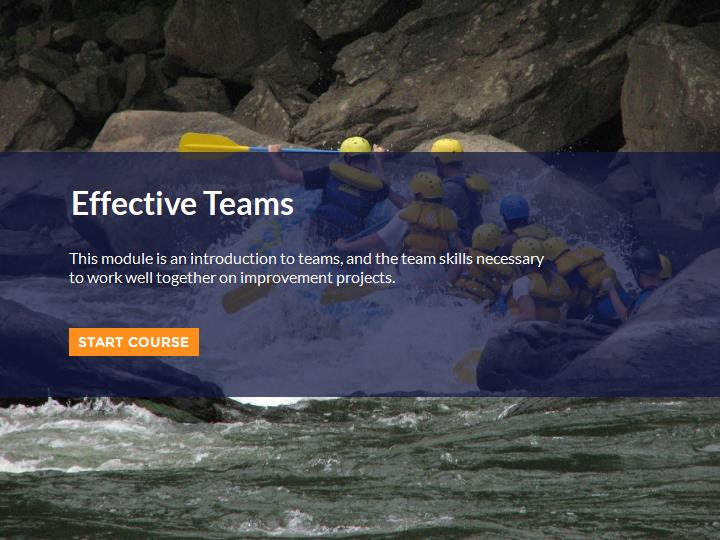 Effective Teams
This module is an introduction to teams, and the team skills necessary
to work well together on improvement projects.
START COURSE